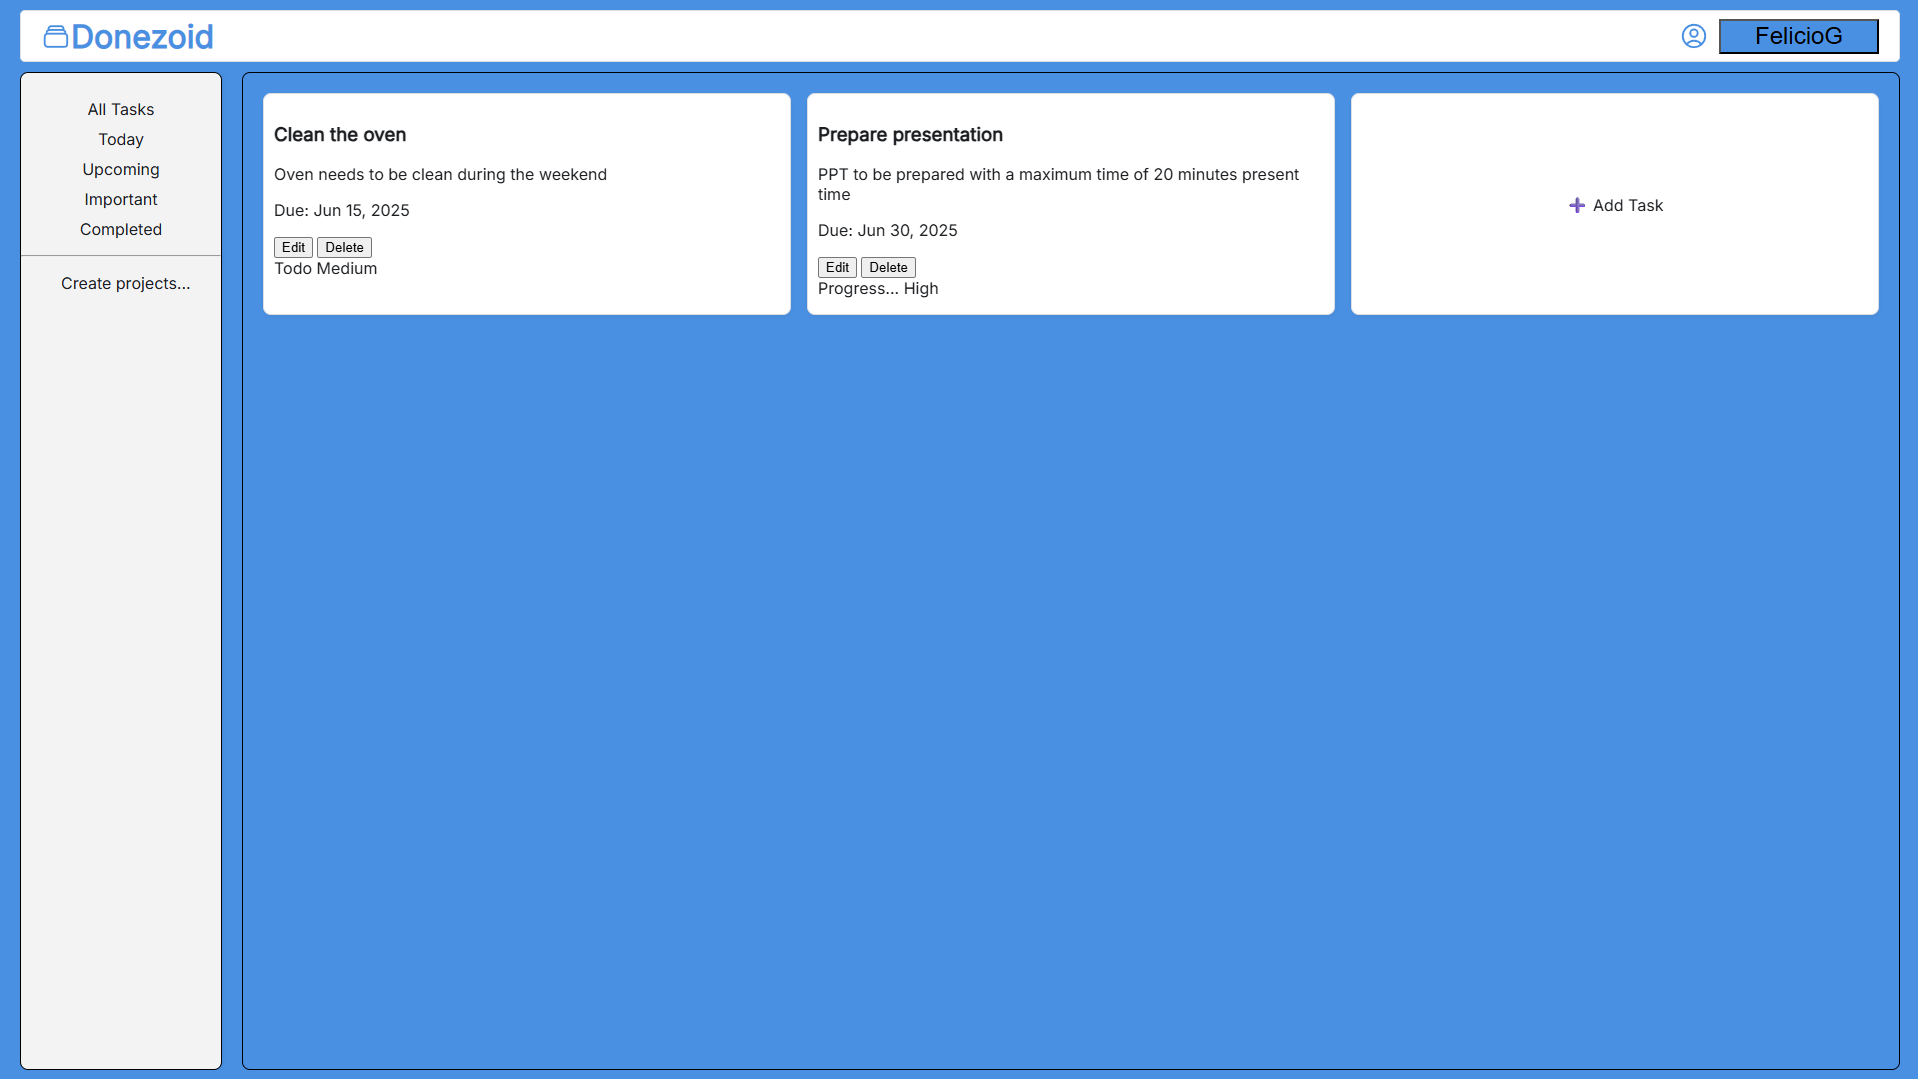 Donezoid
FelicioG
All Tasks
Today
Upcoming
Important
Completed
Create projects...
Clean the oven
Oven needs to be clean during the weekend
Due: Jun 15, 2025
Edit Delete
Todo Medium
Prepare presentation
PPT to be prepared with a maximum time of 20 minutes present
time
Due: Jun 30, 2025
Edit Delete
Progress... High
Add Task